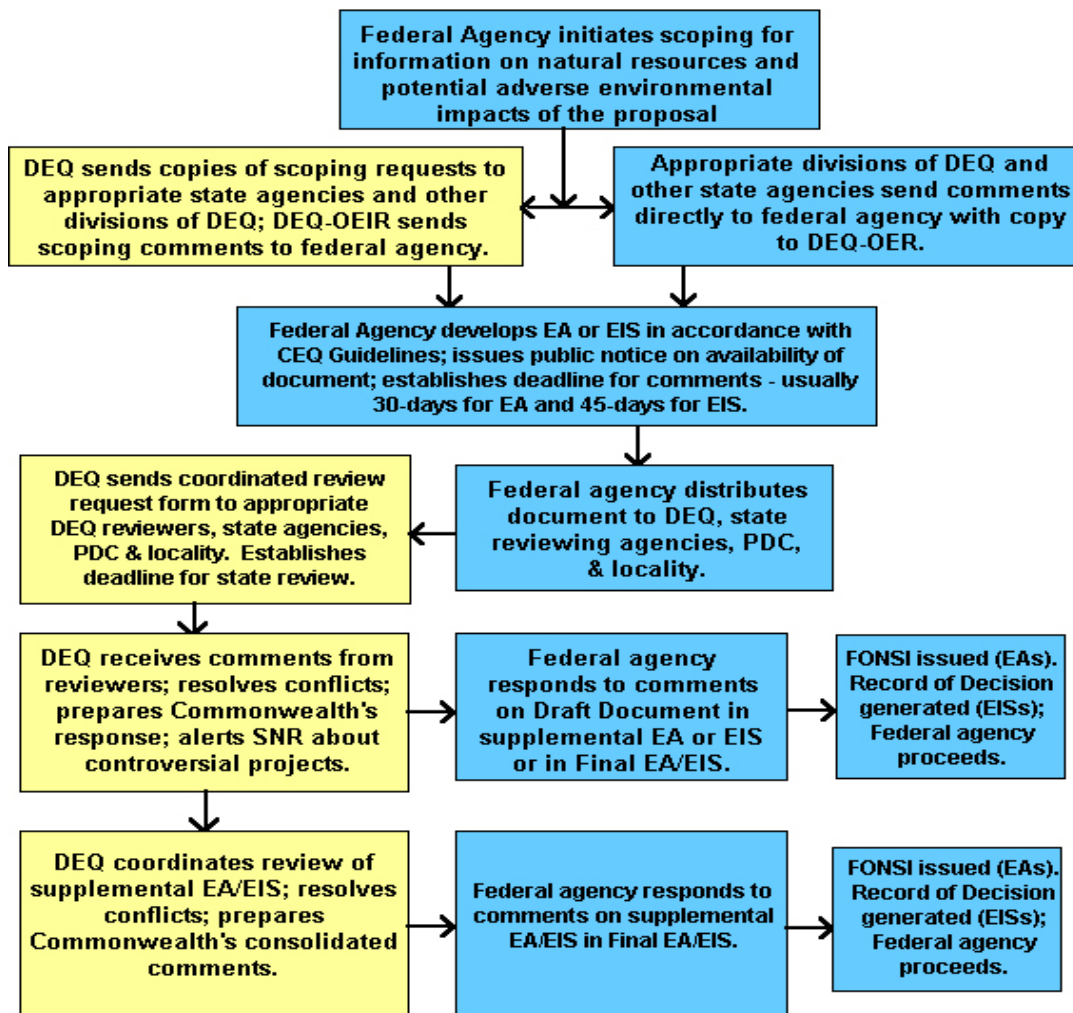 Federal Agency initiates scoping for
information on natural resources and
potential adverse environmental
impacts of the proposal
DEQ sends copies of scoping requests to
appropriate state agencies and other
divisions of DEQ; DEQ-OEIR sends
scoping comments to federal agency.
Appropriate divisions of DEQ and
other state agencies send comments
directly to federal agency with copy
to DEQ-OER.
Federal Agency develops EA or EIS in accordance with
CEQ Guidelines; issues public notice on availability of
document; establishes deadline for comments - usually
30-days for EA and 45-days for EIS.
DEQ sends coordinated review
request form to appropriate
DEQ reviewers, state agencies,
PDC & locality. Establishes
deadline for state review.
Federal agency distributes
document to DEQ, state
reviewing agencies, PDC,
& locality.
DEQ receives comments from
reviewers; resolves conflicts;
prepares Commonwealth's
response; alerts SNR about
controversial projects.
Federal agency
responds to comments
on Draft Document in
supplemental EA or EIS
or in Final EA/EIS.
FONSI issued (EAs).
Record of Decision
generated (EISs);
Federal agency
proceeds.
DEQ coordinates review of
supplemental EA/EIS; resolves
conflicts; prepares
Commonwealth's consolidated
comments.
Federal agency responds to
comments on supplemental
EA/EIS in Final EA/EIS.
FONSI issued (EAs).
Record of Decision
generated (EISs);
Federal agency
proceeds.